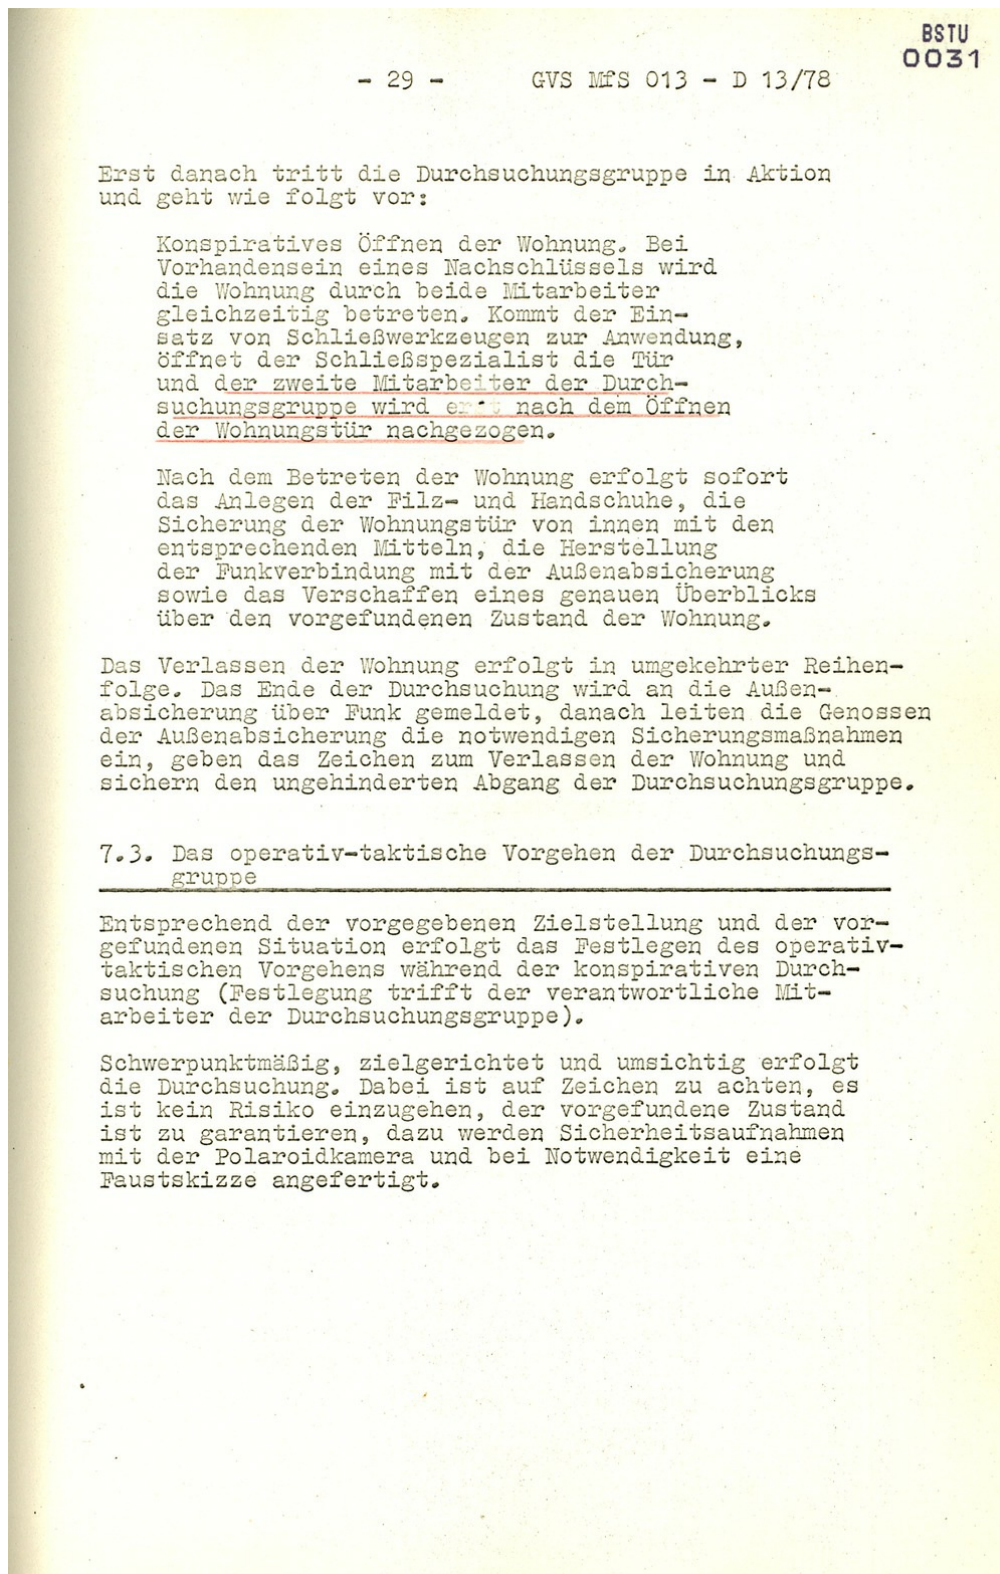 BSTU
0031
- 29 - GVS MfS 013 - D 13/78
Erst danach tritt die Durchsuchungsgruppe in Aktion
und geht wie folgt vor:
Konspiratives Öffnen der Wohnung. Bei
Vorhandensein eines Nachschlüssels wird
die Wohnung durch beide Mitarbeiter
gleichzeitig betreten. Kommt der Ein-
satz von Schließwerkzeugen zur Anwendung,
öffnet der Schließspezialist die Tür
und der zweite Mitarbeiter der Durch-
suchungsgruppe wird erst nach dem Öffnen
der Wohnungstür nachgezogen.
Nach dem Betreten der Wohnung erfolgt sofort
das Anlegen der Filz- und Handschuhe, die
Sicherung der Wohnungstür von innen mit den
entsprechenden Mitteln, die Herstellung
der Funkverbindung mit der Außenabsicherung
sowie das Verschaffen eines genauen Überblicks
über den vorgefundenen Zustand der Wohnung.
Das Verlassen der Wohnung erfolgt in umgekehrter Reihen-
folge. Das Ende der Durchsuchung wird an die Außen-
absicherung über Funk gemeldet, danach leiten die Genossen
der Außenabsicherung die notwendigen Sicherungsmaßnahmen
ein, geben das Zeichen zum Verlassen der Wohnung und
sichern den ungehinderten Abgang der Durchsuchungsgruppe.
7.3. Das operativ-taktische Vorgehen der Durchsuchungs-
gruppe
Entsprechend der vorgegebenen Zielstellung und der vor-
gefundenen Situation erfolgt das Festlegen des operativ-
taktischen Vorgehens während der konspirativen Durch-
suchung (Festlegung trifft der verantwortliche Mit-
arbeiter der Durchsuchungsgruppe).
Schwerpunktmäßig, zielgerichtet und umsichtig erfolgt
die Durchsuchung. Dabei ist auf Zeichen zu achten, es
ist kein Risiko einzugehen, der vorgefundene Zustand
ist zu garantieren, dazu werden Sicherheitsaufnahmen
mit der Polaroidkamera und bei Notwendigkeit eine
Faustskizze angefertigt.